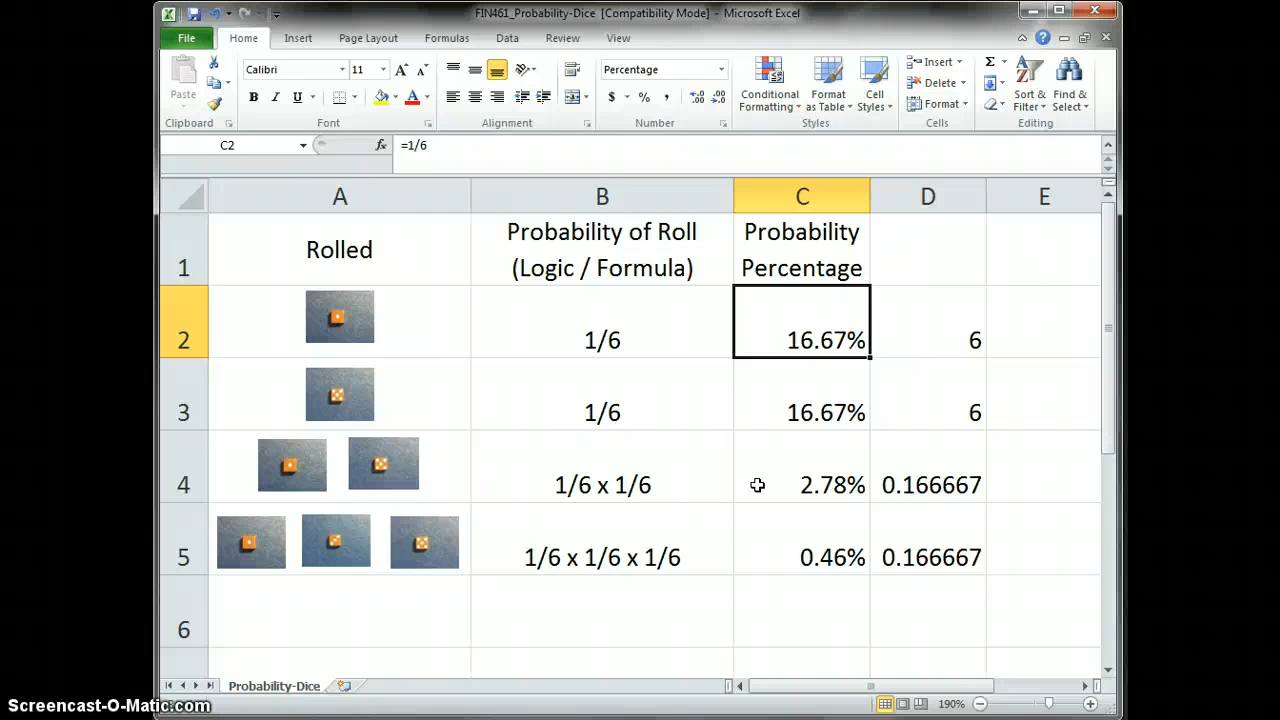 FIN461_Probability-Dice [Compatibility Mode] - Microsoft Excel
File Home Insert Page Layout Formulas Data Review View
Calibri 11 Percentage
Paste
B I U $ % ,
Conditional Formatting
Format as Table
Cell Styles
Insert
Delete
Format
Sort & Filter
Find & Select
Clipboard Font Alignment Number Styles Cells Editing
C2 fx =1/6
A B C D E
1 Rolled Probability of Roll (Logic / Formula) Probability Percentage
2 1/6 16.67% 6
3 1/6 16.67% 6
4 1/6 x 1/6 2.78% 0.166667
5 1/6 x 1/6 x 1/6 0.46% 0.166667
6
Probability-Dice
190%
Screencast-O-Matic.com